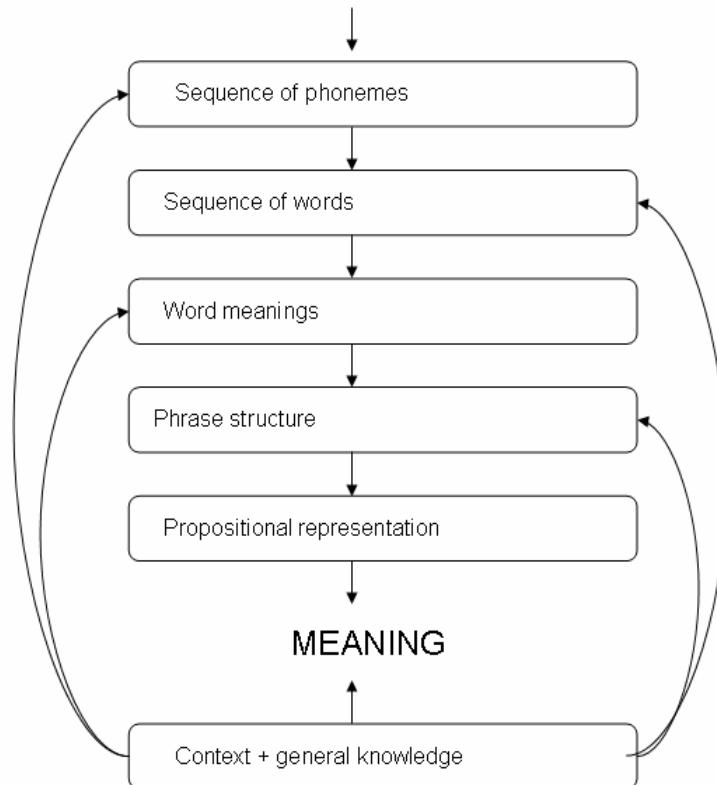 Sequence of phonemes
Sequence of words
Word meanings
Phrase structure
Propositional representation
MEANING
Context + general knowledge